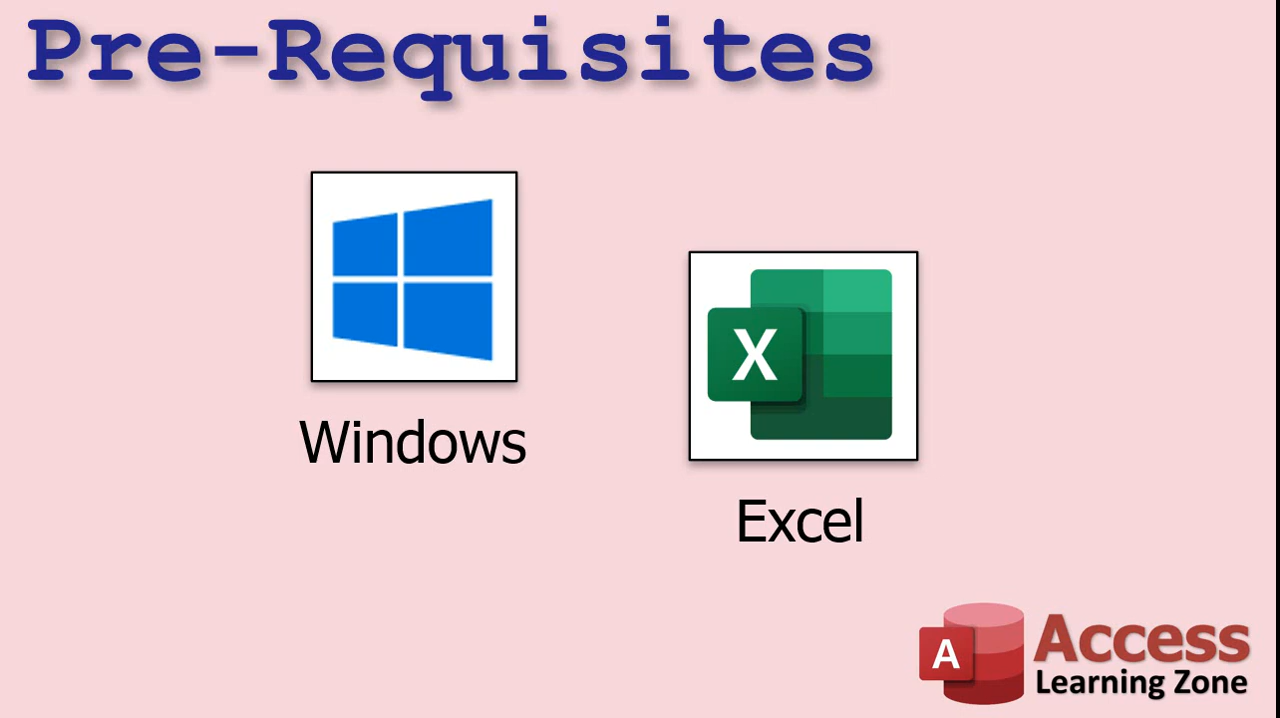 Pre-Requisites
Windows
X
Excel
A
Access
Learning Zone